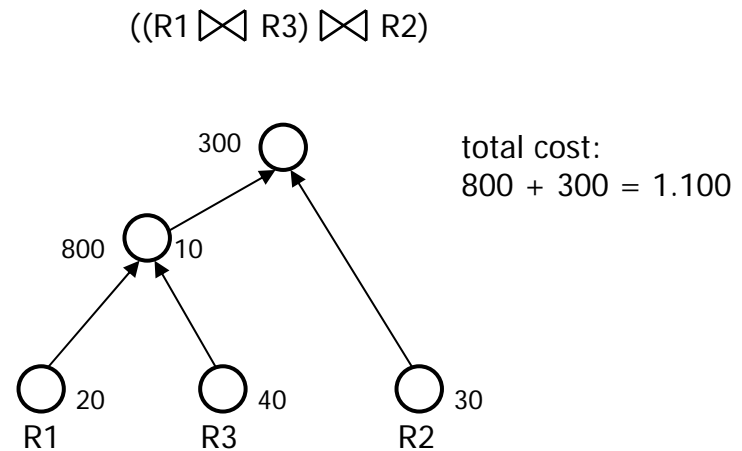 ((R1 ⋈ R3) ⋈ R2)
300
total cost:
800 + 300 = 1.100
800
10
20
40
30
R1
R3
R2